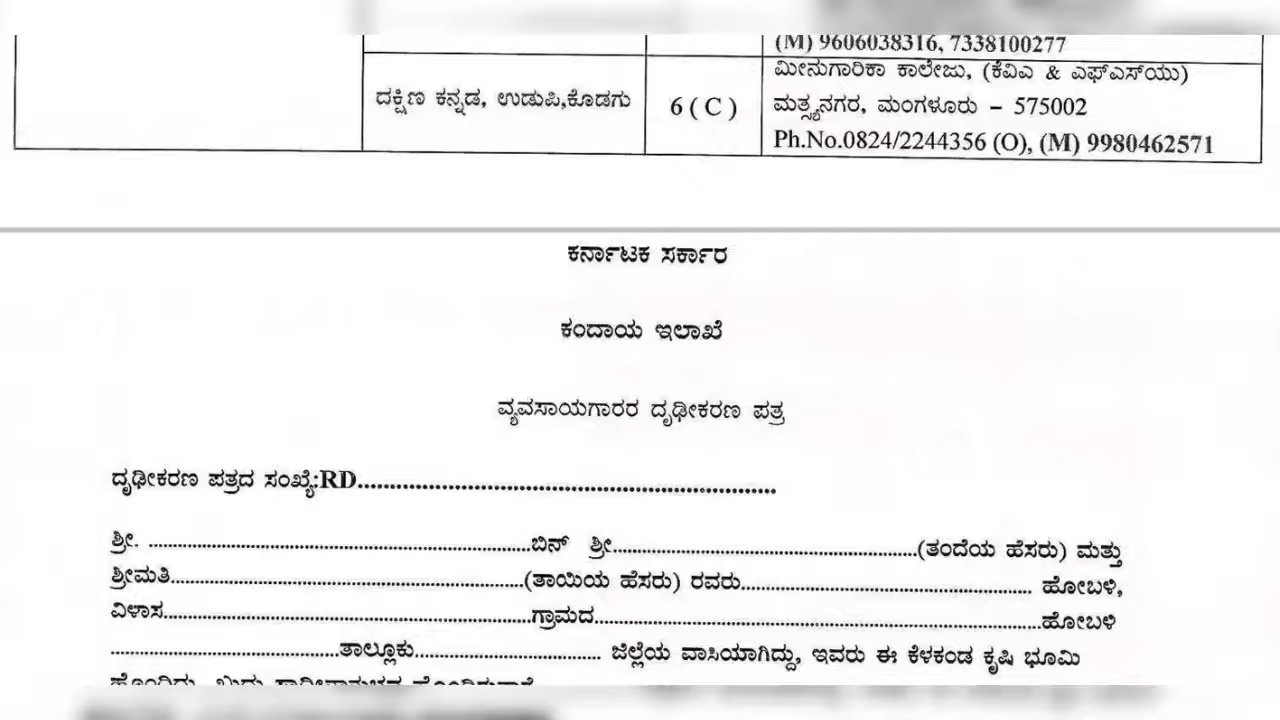 (M) 9606038316, 7338100277
ದಕ್ಷಿಣ ಕನ್ನಡ, ಉಡುಪಿ,ಕೊಡಗು
6 ( C )
ಮೀನುಗಾರಿಕಾ ಕಾಲೇಜು, (ಕೆವಿಎ & ಎಫ್ಎಸ್‌ಯು)
ಮತ್ಸ್ಯನಗರ, ಮಂಗಳೂರು – 575002
Ph.No.0824/2244356 (O), (M) 9980462571
ಕರ್ನಾಟಕ ಸರ್ಕಾರ
ಕಂದಾಯ ಇಲಾಖೆ
ವ್ಯವಸಾಯಗಾರರ ದೃಢೀಕರಣ ಪತ್ರ
ದೃಢೀಕರಣ ಪತ್ರದ ಸಂಖ್ಯೆ:RD................................................................
ಶ್ರೀ. ................................................................ಬಿನ್ ಶ್ರೀ...................................................(ತಂದೆಯ ಹೆಸರು) ಮತ್ತು
ಶ್ರೀಮತಿ...........................................................(ತಾಯಿಯ ಹೆಸರು) ರವರು................................................ ಹೋಬಳಿ,
ವಿಳಾಸ.............................................................ಗ್ರಾಮದ..........................................................................ಹೋಬಳಿ
......................................ತಾಲ್ಲೂಕು............................... ಜಿಲ್ಲೆಯ ವಾಸಿಯಾಗಿದ್ದು, ಇವರು ಈ ಕೆಳಕಂಡ ಕೃಷಿ ಭೂಮಿ